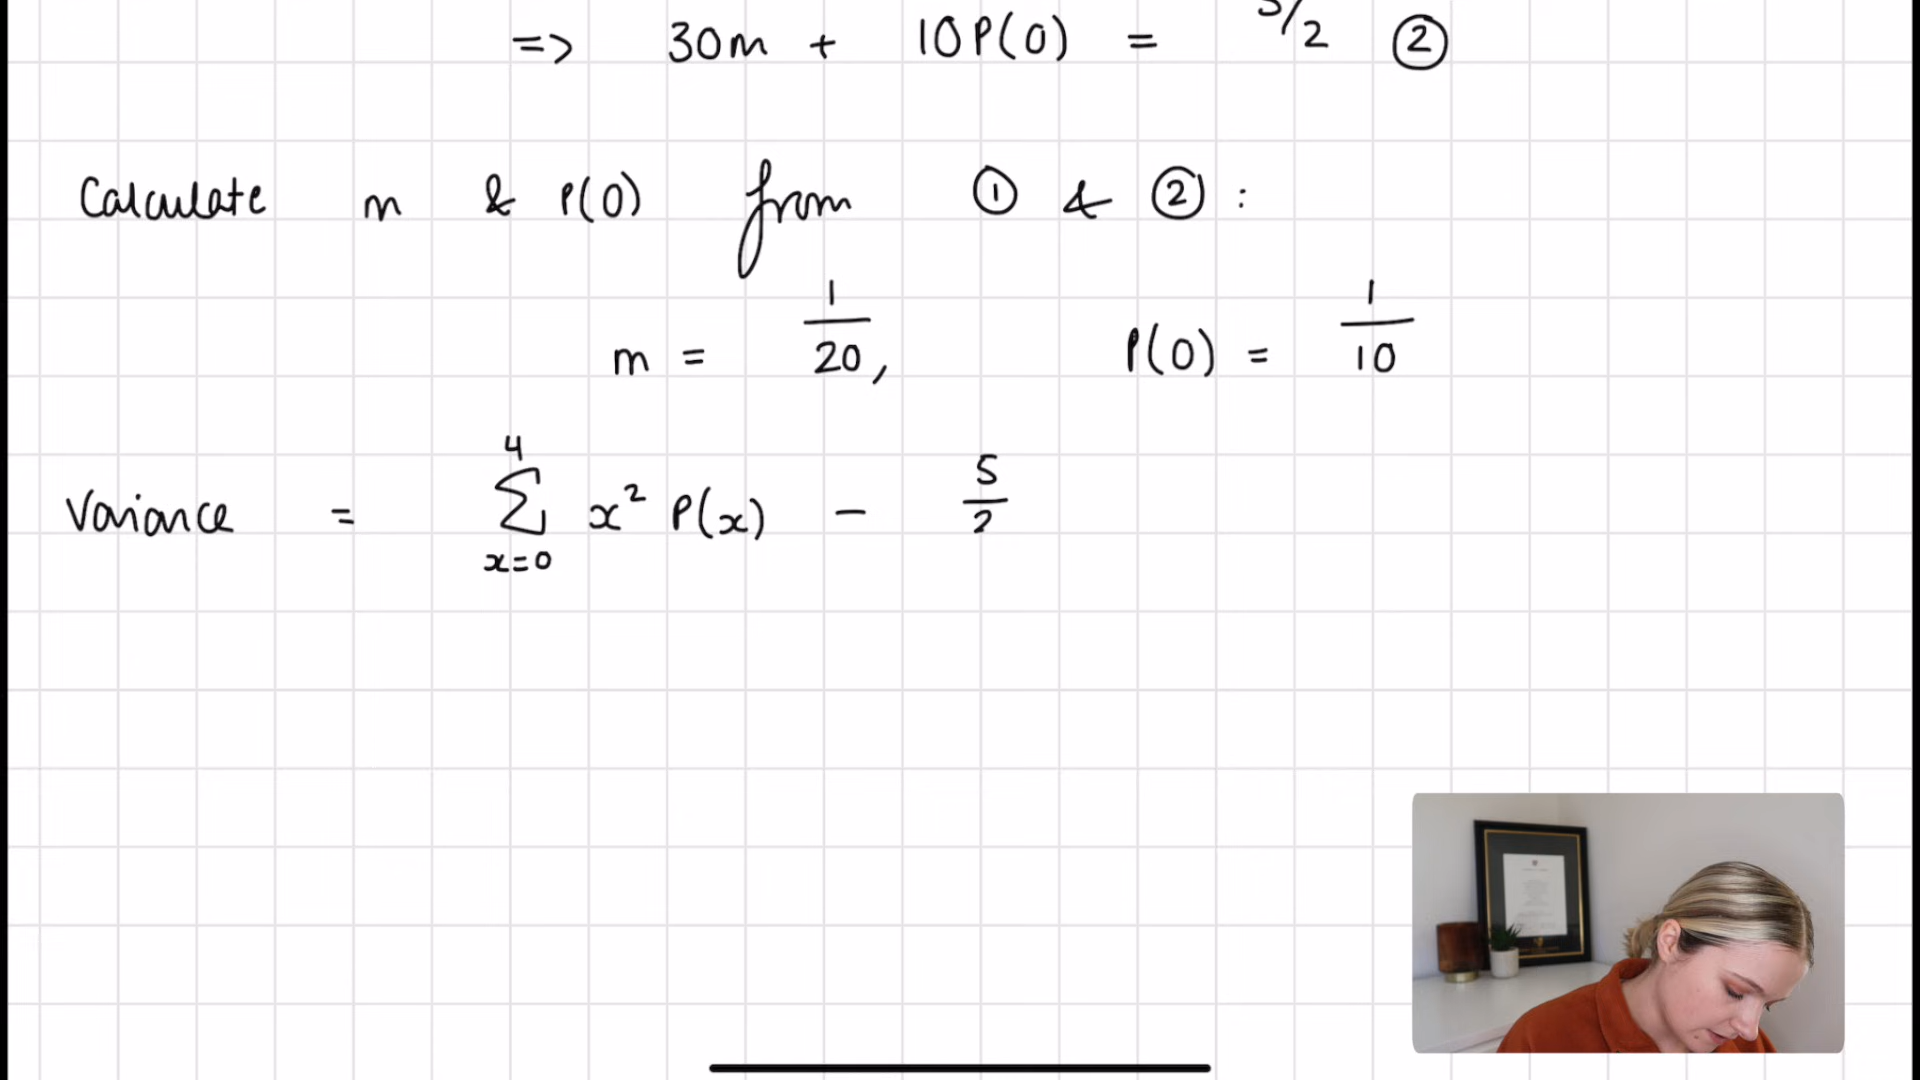 => 30m + 10P(0) = 5/2 ②
Calculate m & P(0) from ① & ② :
m = 1/20, P(0) = 1/10
Variance = ∑_{x=0}^{4} x² P(x) - 5/2